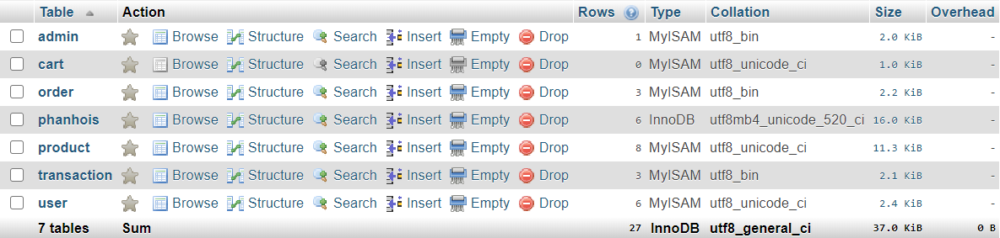 Table Action Rows Type Collation Size Overhead
admin Browse Structure Search Insert Empty Drop 1 MyISAM utf8_bin 2.0 KiB -
cart Browse Structure Search Insert Empty Drop 0 MyISAM utf8_unicode_ci 1.0 KiB -
order Browse Structure Search Insert Empty Drop 3 MyISAM utf8_bin 2.2 KiB -
phanhois Browse Structure Search Insert Empty Drop 6 InnoDB utf8mb4_unicode_520_ci 16.0 KiB -
product Browse Structure Search Insert Empty Drop 8 MyISAM utf8_unicode_ci 11.3 KiB -
transaction Browse Structure Search Insert Empty Drop 3 MyISAM utf8_bin 2.1 KiB -
user Browse Structure Search Insert Empty Drop 6 MyISAM utf8_unicode_ci 2.4 KiB -
7 tables Sum 27 InnoDB utf8_general_ci 37.0 KiB 0 B